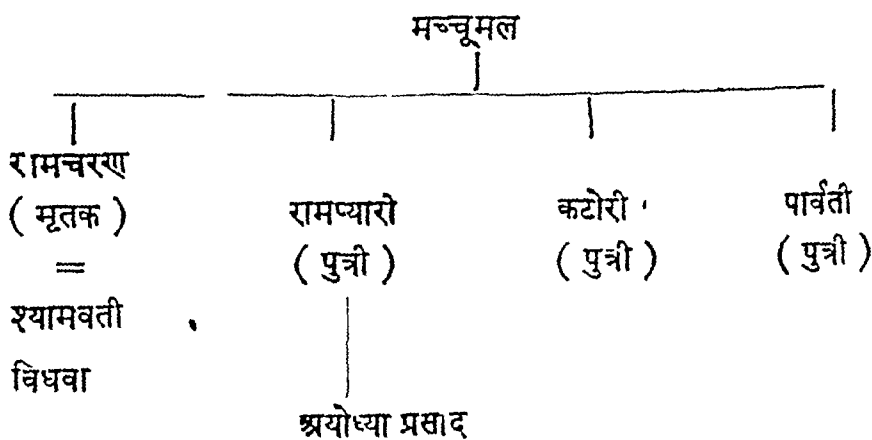 मच्चूमल
रामचरण
( मृतक )
=
श्यामवती
विधवा
रामप्यारो
( पुत्री )
अयोध्या प्रसाद
कटोरी
( पुत्री )
पार्वती
( पुत्री )